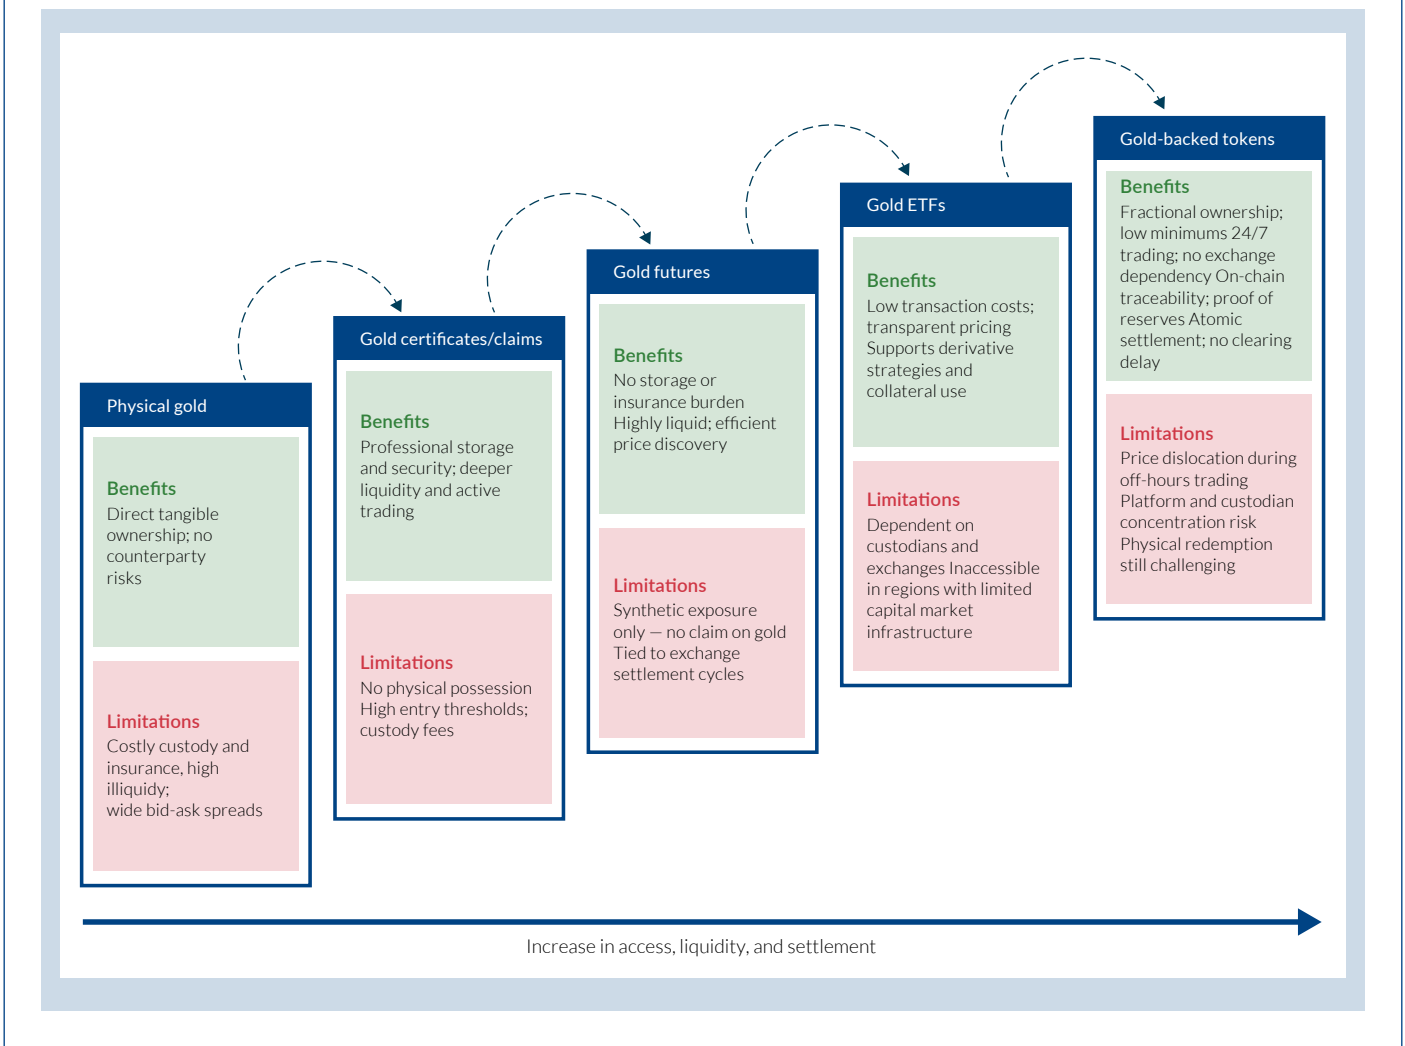 Physical gold
Benefits
Direct tangible
ownership; no
counterparty
risks
Limitations
Costly custody and
insurance, high
illiquidy;
wide bid-ask spreads
Gold certificates/claims
Benefits
Professional storage
and security; deeper
liquidity and active
trading
Limitations
No physical possession
High entry thresholds;
custody fees
Gold futures
Benefits
No storage or
insurance burden
Highly liquid; efficient
price discovery
Limitations
Synthetic exposure
only — no claim on gold
Tied to exchange
settlement cycles
Gold ETFs
Benefits
Low transaction costs;
transparent pricing
Supports derivative
strategies and
collateral use
Limitations
Dependent on
custodians and
exchanges Inaccessible
in regions with limited
capital market
infrastructure
Gold-backed tokens
Benefits
Fractional ownership;
low minimums 24/7
trading; no exchange
dependency On-chain
traceability; proof of
reserves Atomic
settlement; no clearing
delay
Limitations
Price dislocation during
off-hours trading
Platform and custodian
concentration risk
Physical redemption
still challenging
Increase in access, liquidity, and settlement